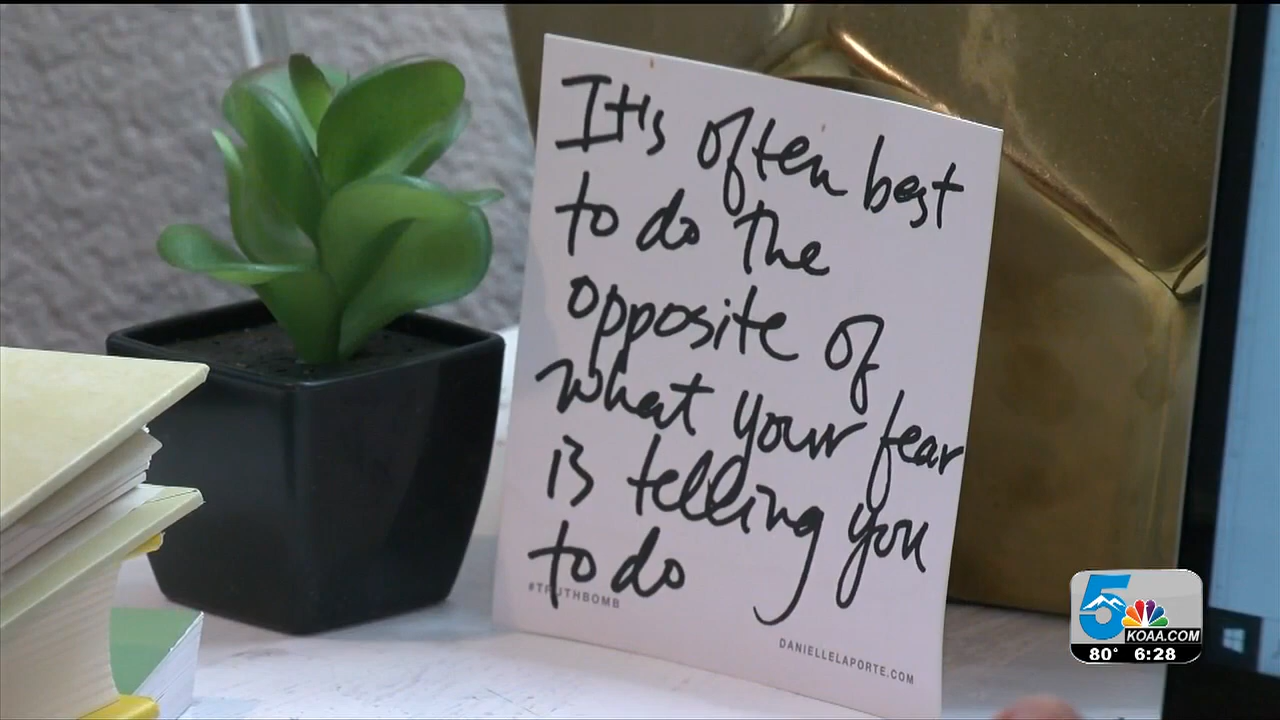 It's often best
to do the
opposite of
what your fear
is telling you
to do
#TRUTHBOMB
DANIELLELAPORTE.COM
5
KOAA.COM
80° 6:28